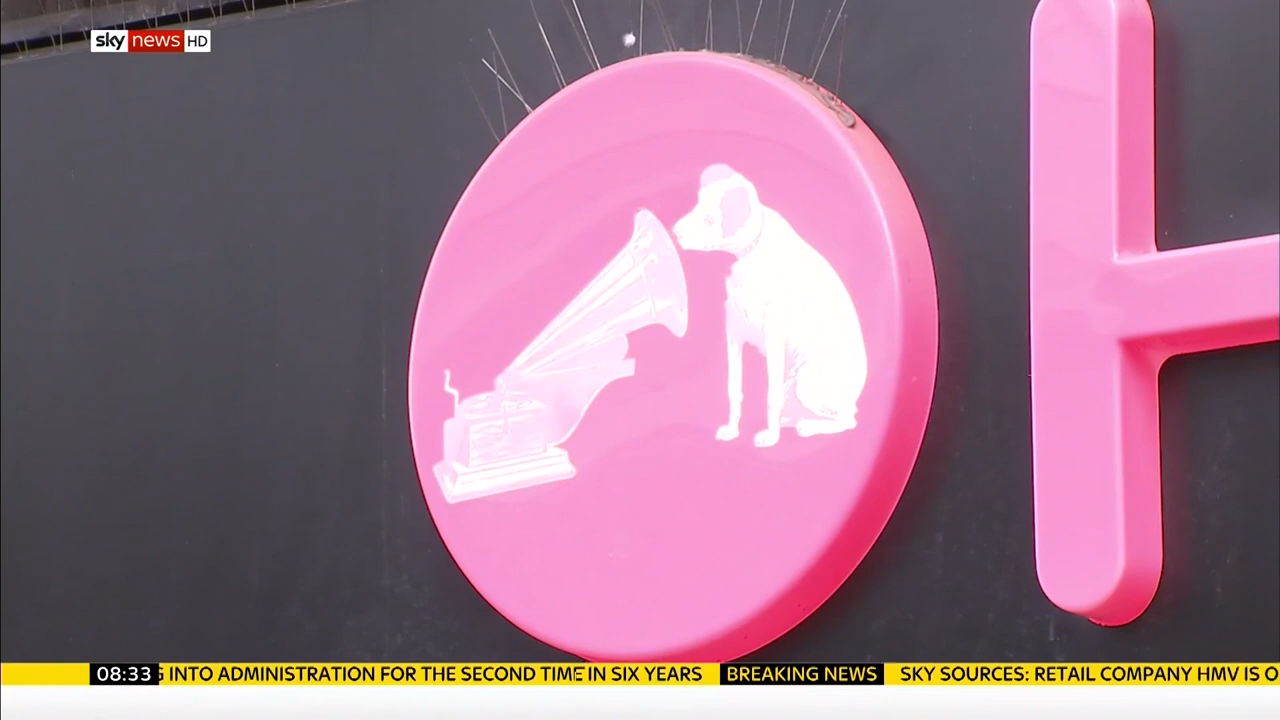 sky news HD
H
08:33 INTO ADMINISTRATION FOR THE SECOND TIME IN SIX YEARS BREAKING NEWS SKY SOURCES: RETAIL COMPANY HMV IS